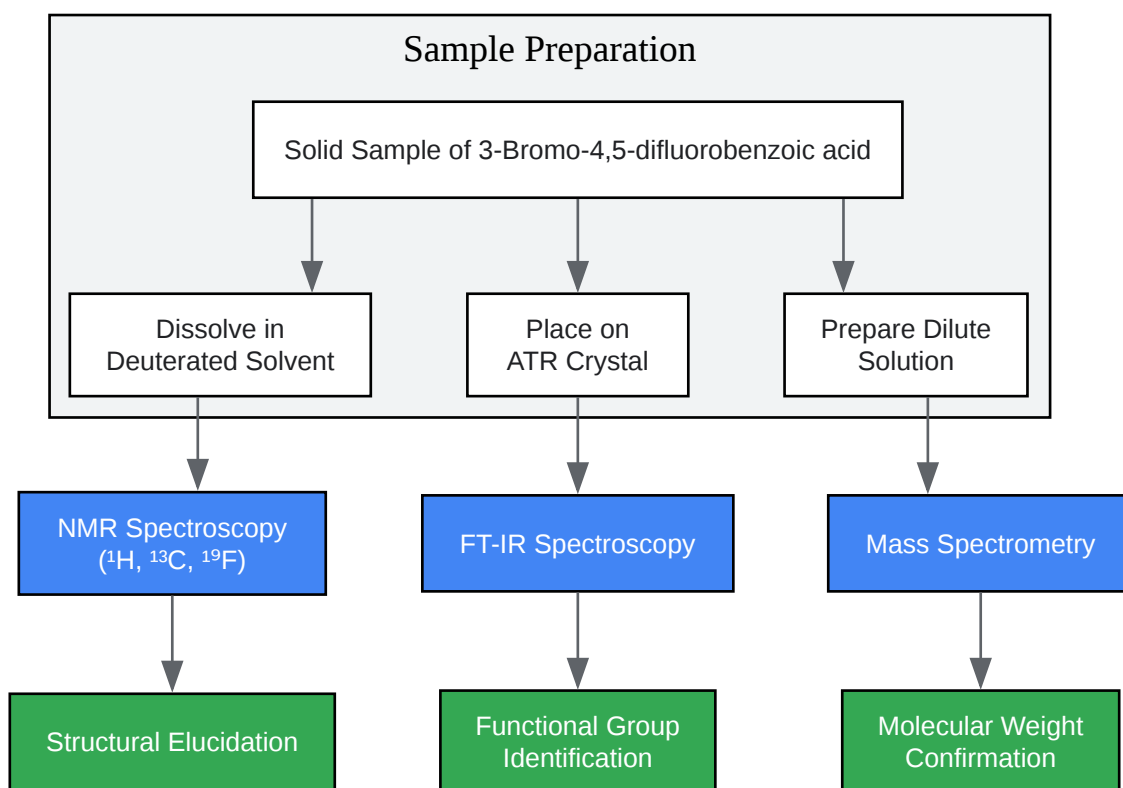 Sample Preparation
Solid Sample of 3-Bromo-4,5-difluorobenzoic acid
Dissolve in
Deuterated Solvent
Place on
ATR Crystal
Prepare Dilute
Solution
NMR Spectroscopy
(¹H, ¹³C, ¹⁹F)
FT-IR Spectroscopy
Mass Spectrometry
Structural Elucidation
Functional Group
Identification
Molecular Weight
Confirmation